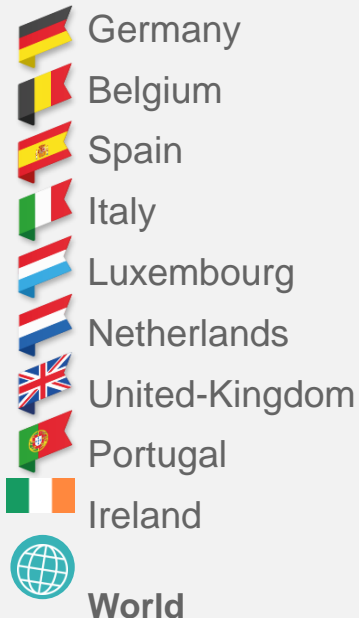 Germany
Belgium
Spain
Italy
Luxembourg
Netherlands
United-Kingdom
Portugal
Ireland
World